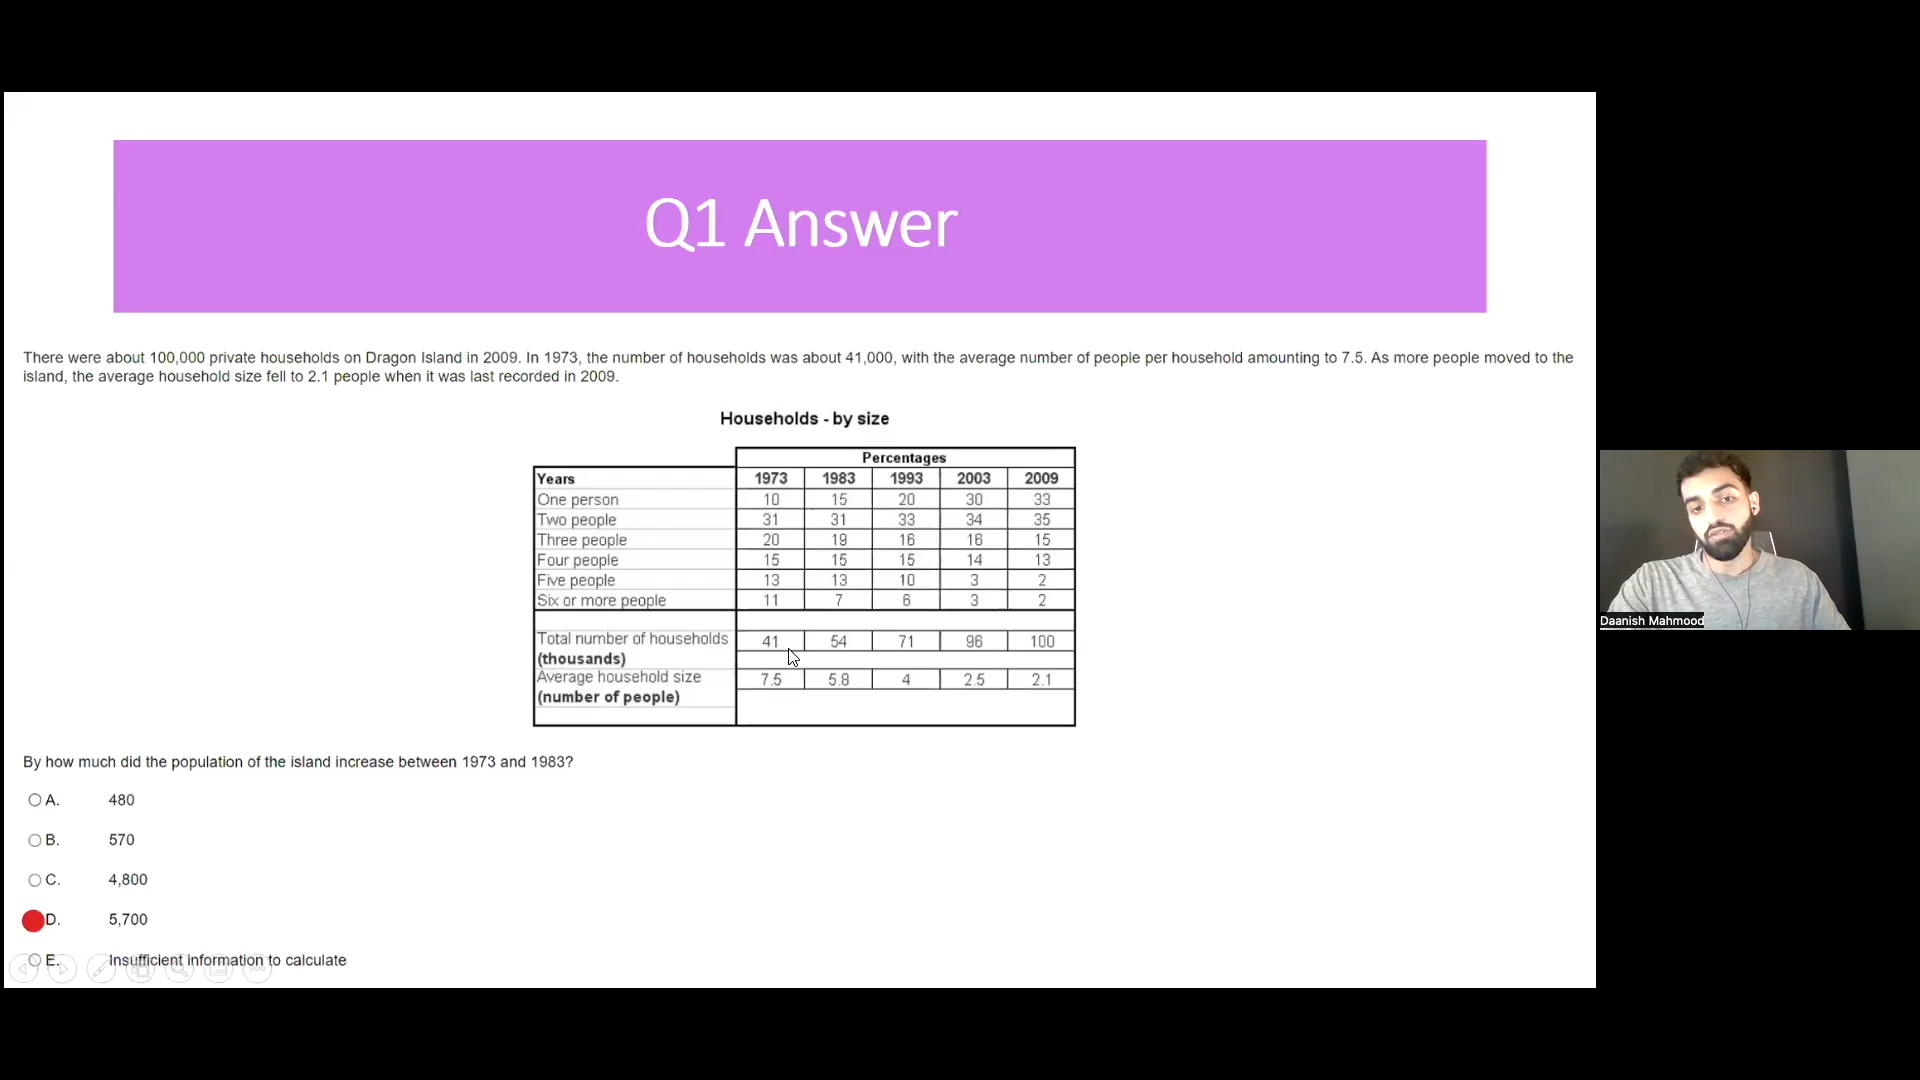 Q1 Answer
There were about 100,000 private households on Dragon Island in 2009. In 1973, the number of households was about 41,000, with the average number of people per household amounting to 7.5. As more people moved to the
island, the average household size fell to 2.1 people when it was last recorded in 2009.
Households - by size
Percentages
Years 1973 1983 1993 2003 2009
One person 10 15 20 30 33
Two people 31 31 33 34 35
Three people 20 19 16 16 15
Four people 15 15 15 14 13
Five people 13 13 10 3 2
Six or more people 11 7 6 3 2
Total number of households 41 54 71 96 100
(thousands)
Average household size 7.5 5.8 4 2.5 2.1
(number of people)
By how much did the population of the island increase between 1973 and 1983?
A. 480
B. 570
C. 4,800
D. 5,700
E. Insufficient information to calculate
Daanish Mahmood